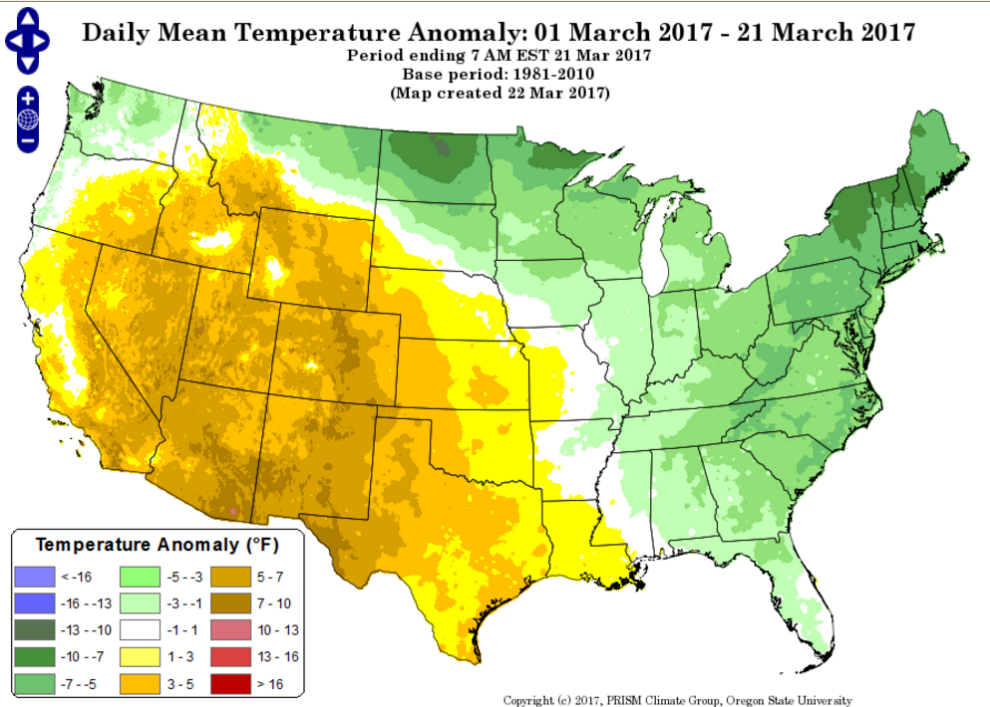 Daily Mean Temperature Anomaly: 01 March 2017 - 21 March 2017
Period ending 7 AM EST 21 Mar 2017
Base period: 1981-2010
(Map created 22 Mar 2017)
Temperature Anomaly (°F)
< -16
-16 - -13
-13 - -10
-10 - -7
-7 - -5
-5 - -3
-3 - -1
-1 - 1
1 - 3
3 - 5
5 - 7
7 - 10
10 - 13
13 - 16
> 16
Copyright (c) 2017, PRISM Climate Group, Oregon State University